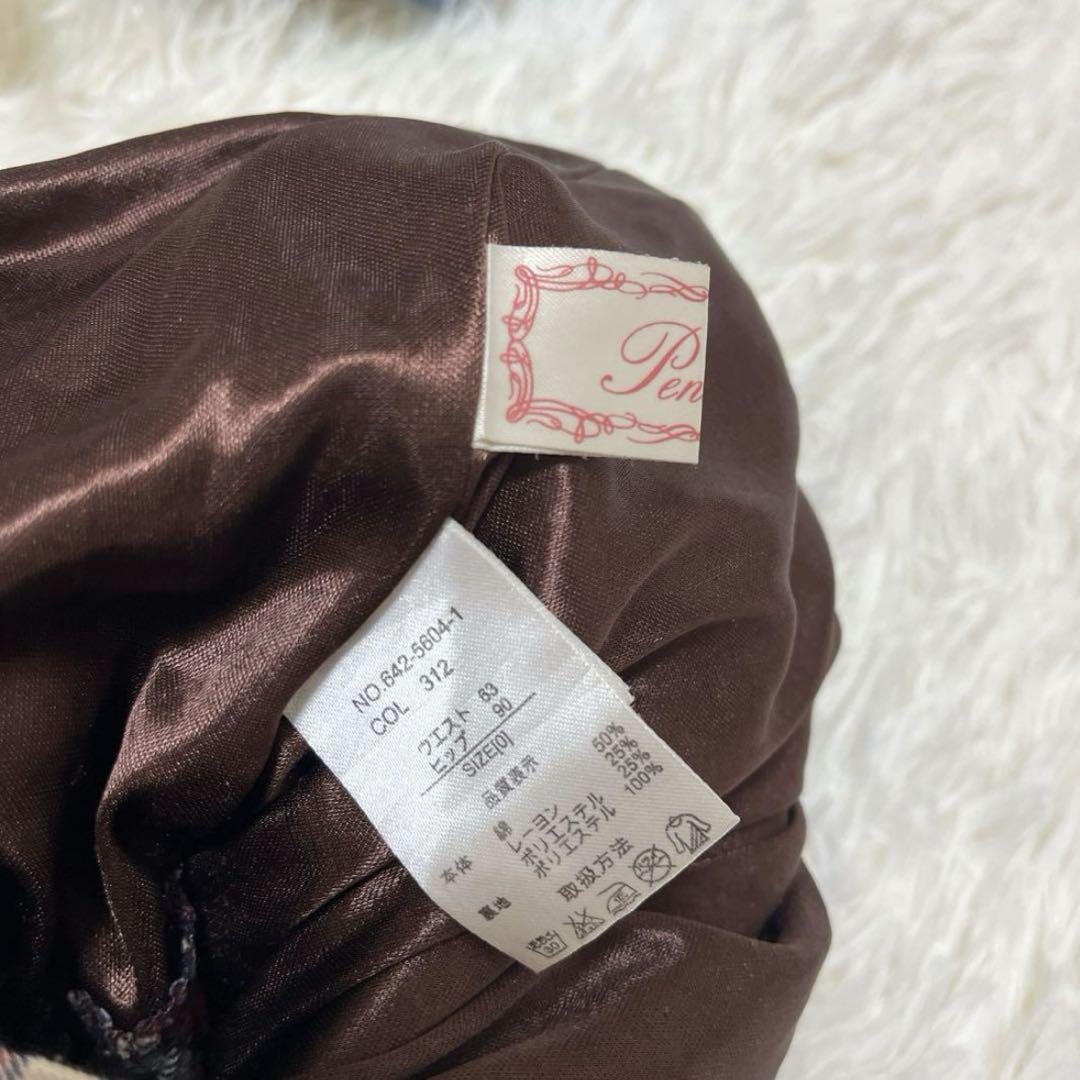 Pen
NO.642-5604-1
COL 312
ウエスト 63
ヒップ 90
SIZE[0]
品質表示
本体 綿 50%
レーヨン 25%
ポリエステル 25%
裏地 ポリエステル 100%
取扱方法
30